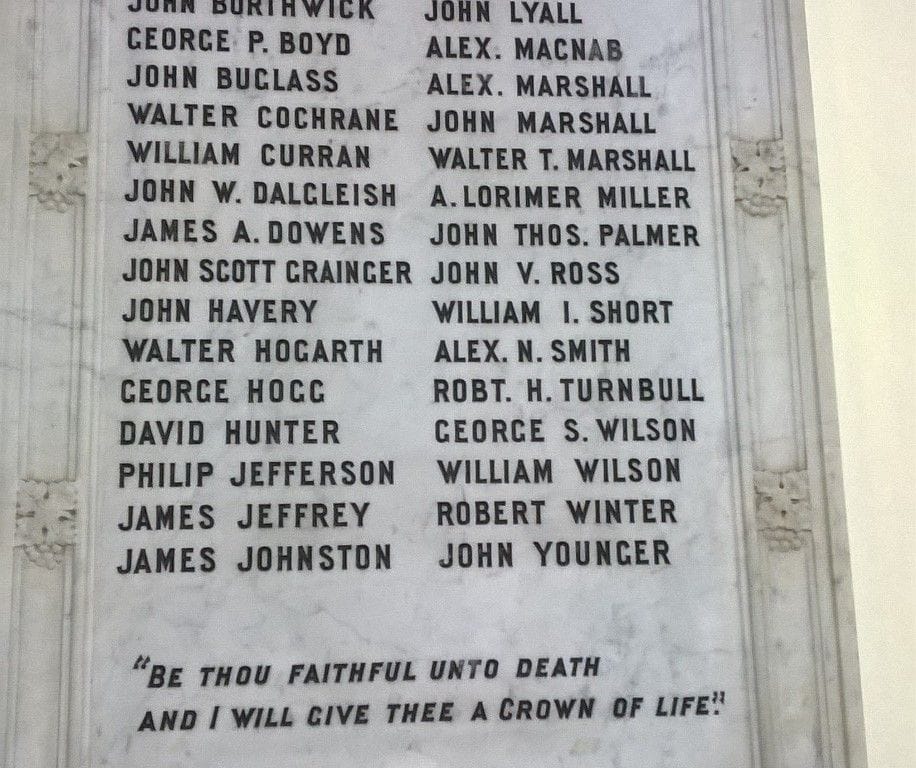 JOHN BORTHWICK JOHN LYALL
GEORGE P. BOYD ALEX. MACNAB
JOHN BUGLASS ALEX. MARSHALL
WALTER COCHRANE JOHN MARSHALL
WILLIAM CURRAN WALTER T. MARSHALL
JOHN W. DALGLEISH A. LORIMER MILLER
JAMES A. DOWENS JOHN THOS. PALMER
JOHN SCOTT GRAINGER JOHN V. ROSS
JOHN HAVERY WILLIAM I. SHORT
WALTER HOGARTH ALEX. N. SMITH
GEORGE HOGG ROBT. H. TURNBULL
DAVID HUNTER GEORGE S. WILSON
PHILIP JEFFERSON WILLIAM WILSON
JAMES JEFFREY ROBERT WINTER
JAMES JOHNSTON JOHN YOUNGER
"BE THOU FAITHFUL UNTO DEATH
AND I WILL GIVE THEE A CROWN OF LIFE."